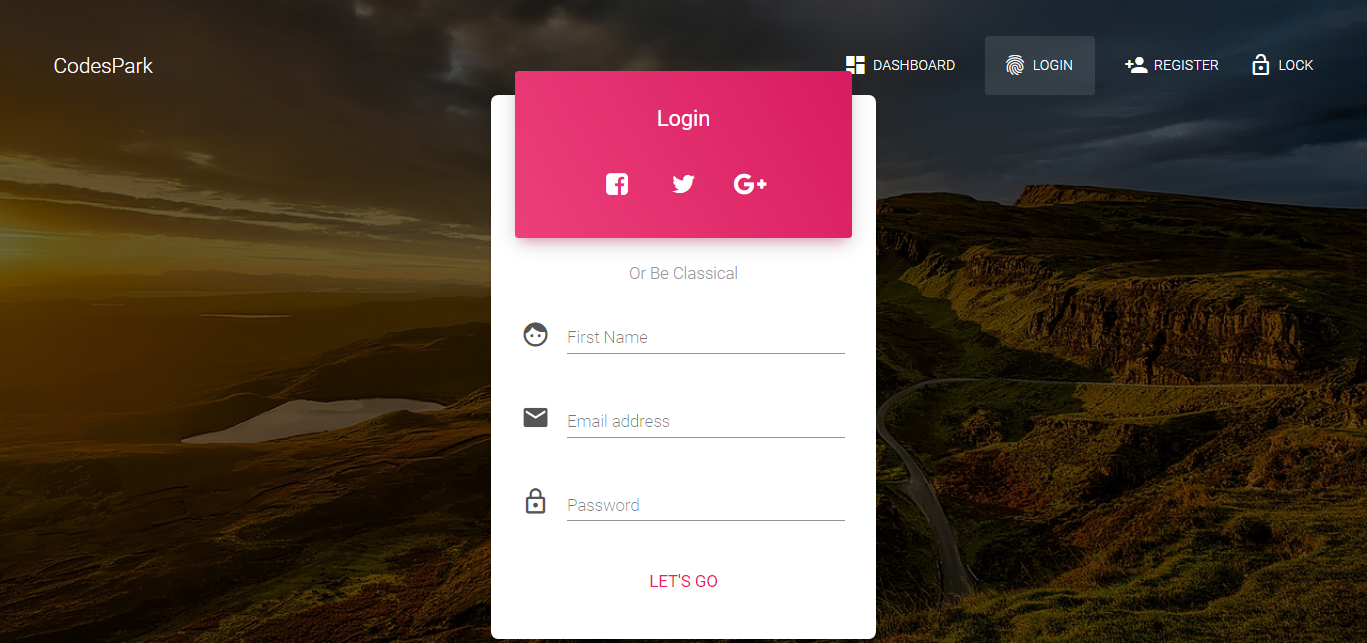 CodesPark
DASHBOARD
LOGIN
REGISTER
LOCK
Login
Or Be Classical
First Name
Email address
Password
LET'S GO